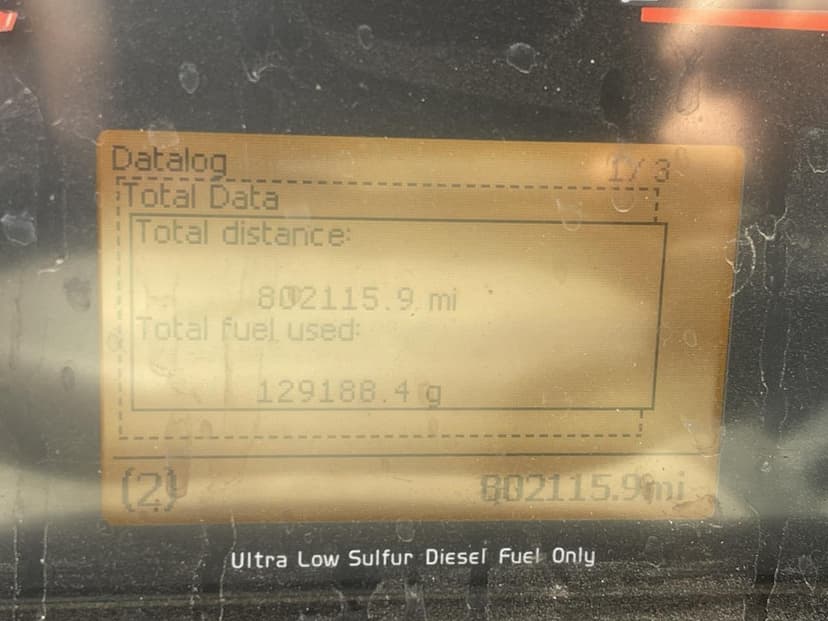 Datalog 1/ 3
Total Data
Total distance:
802115.9 mi
Total fuel used:
129188.4 g
(2) 802115.9mi
Ultra Low Sulfur Diesel Fuel Only